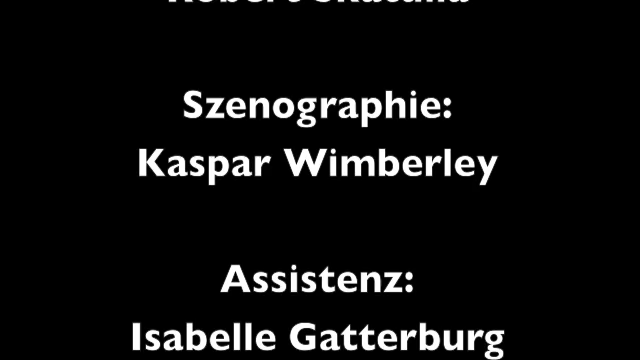 Szenographie:
Kaspar Wimberley
Assistenz:
Isabelle Gatterburg